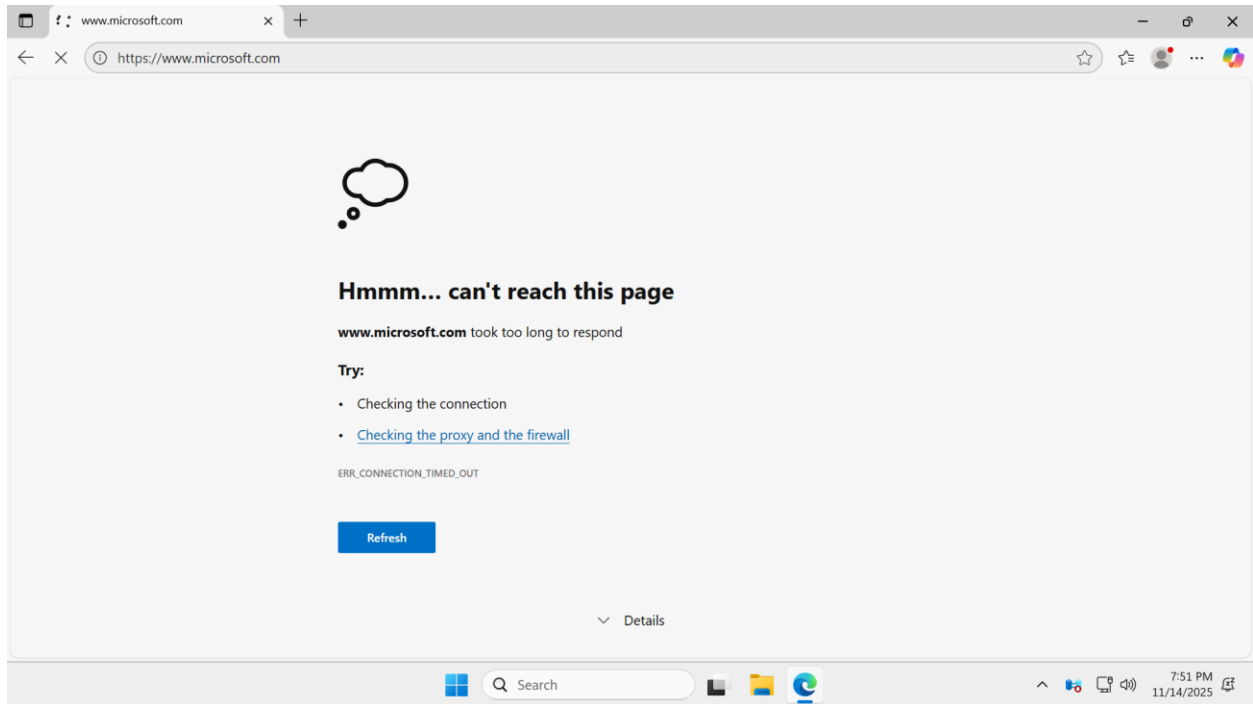 www.microsoft.com
https://www.microsoft.com
Hmmm... can't reach this page
www.microsoft.com took too long to respond
Try:
• Checking the connection
• Checking the proxy and the firewall
ERR_CONNECTION_TIMED_OUT
Refresh
Details
Search
7:51 PM
11/14/2025